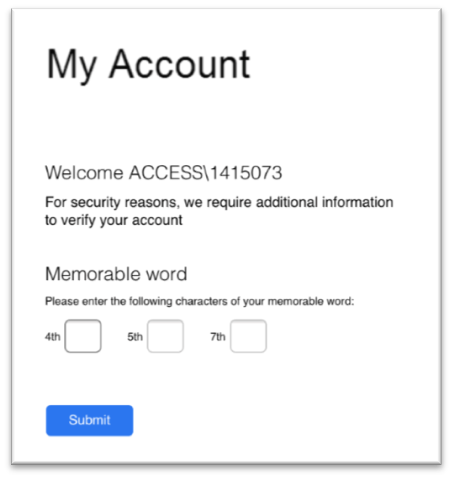 My Account
Welcome ACCESS\1415073
For security reasons, we require additional information
to verify your account
Memorable word
Please enter the following characters of your memorable word:
4th 5th 7th
Submit